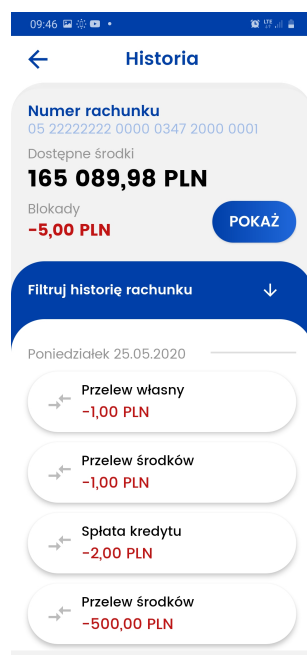 09:46 LTE
Historia
Numer rachunku
05 22222222 0000 0347 2000 0001
Dostępne środki
165 089,98 PLN
Blokady
-5,00 PLN
POKAŻ
Filtruj historię rachunku
Poniedziałek 25.05.2020
Przelew własny
-1,00 PLN
Przelew środków
-1,00 PLN
Spłata kredytu
-2,00 PLN
Przelew środków
-500,00 PLN